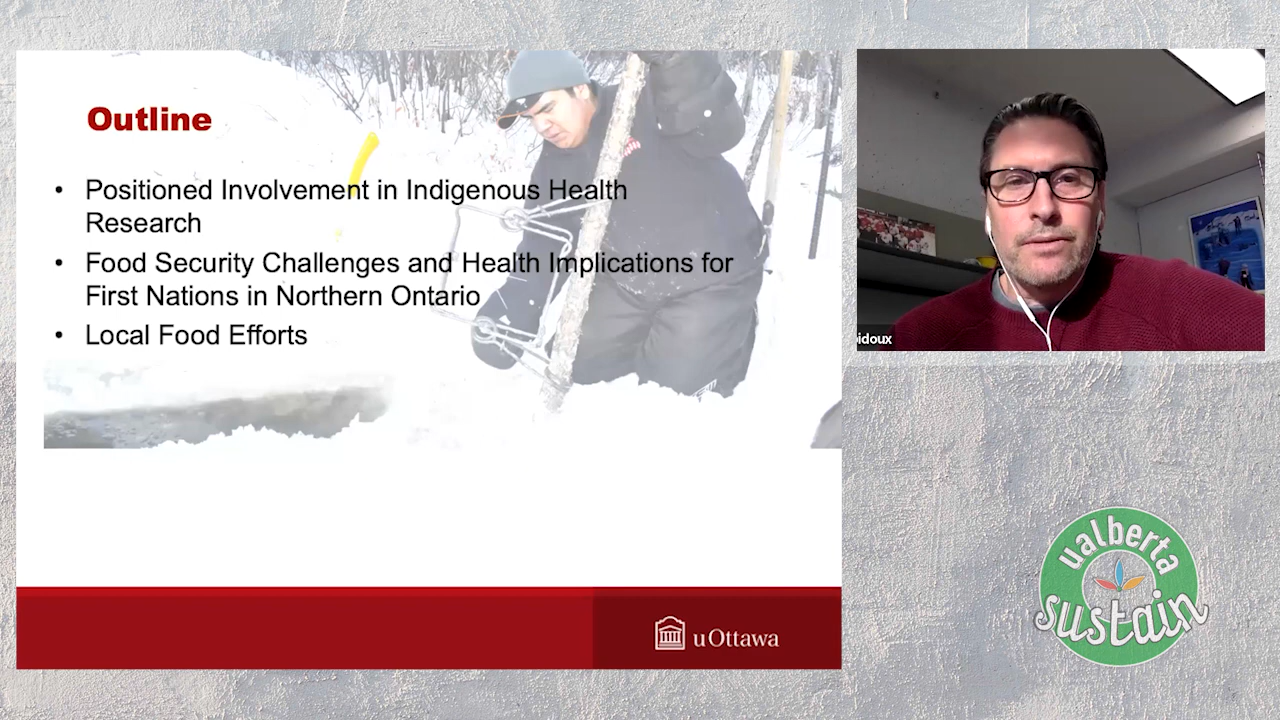 Outline
• Positioned Involvement in Indigenous Health
Research
• Food Security Challenges and Health Implications for
First Nations in Northern Ontario
• Local Food Efforts
uOttawa
idoux
ualberta
sustain